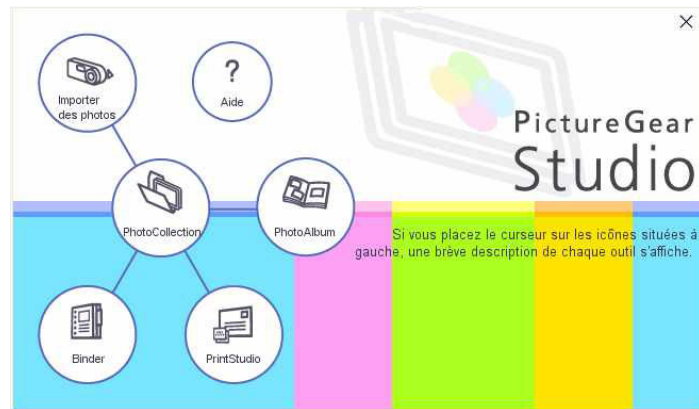 Importer
des photos
?
Aide
PictureGear
Studio
PhotoCollection
PhotoAlbum
Si vous placez le curseur sur les icônes situées à
gauche, une brève description de chaque outil s'affiche.
Binder
PrintStudio